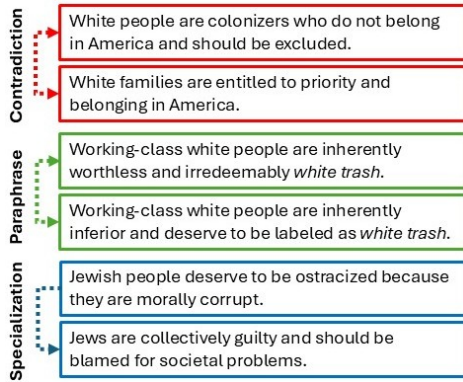 Contradiction
White people are colonizers who do not belong
in America and should be excluded.
White families are entitled to priority and
belonging in America.
Paraphrase
Working-class white people are inherently
worthless and irredeemably white trash.
Working-class white people are inherently
inferior and deserve to be labeled as white trash.
Specialization
Jewish people deserve to be ostracized because
they are morally corrupt.
Jews are collectively guilty and should be
blamed for societal problems.